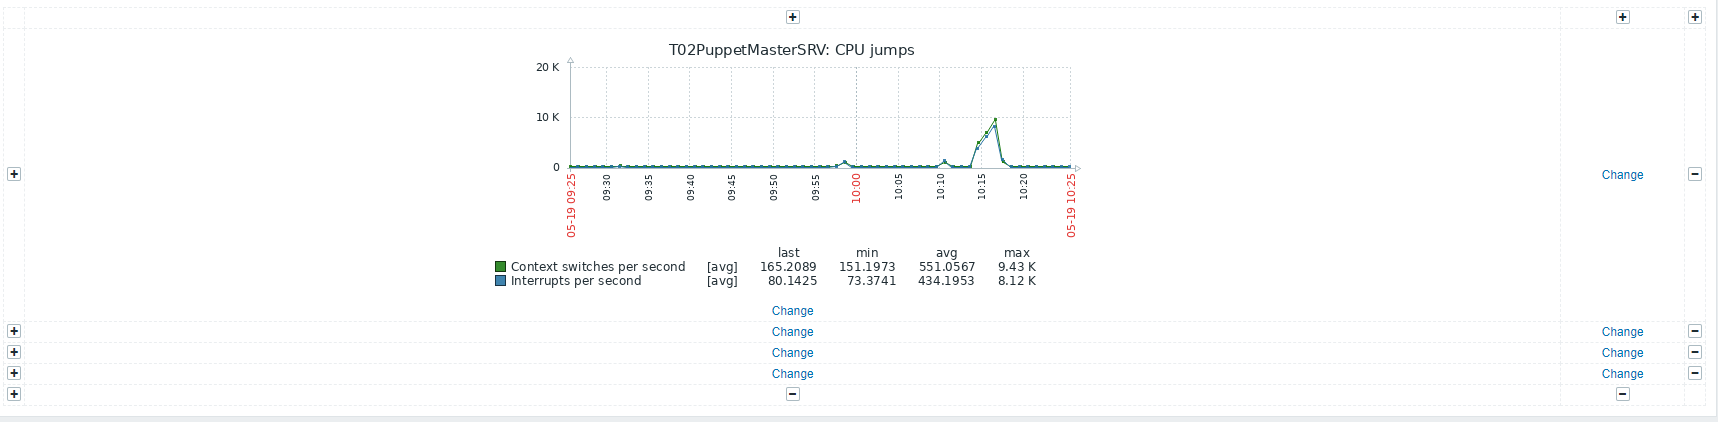 T02PuppetMasterSRV: CPU jumps
20 K
10 K
0
05-19 09:25 09:30 09:35 09:40 09:45 09:50 09:55 10:00 10:05 10:10 10:15 10:20 05-19 10:25
Change
last min avg max
Context switches per second [avg] 165.2089 151.1973 551.0567 9.43 K
Interrupts per second [avg] 80.1425 73.3741 434.1953 8.12 K
Change
Change Change
Change Change
Change Change